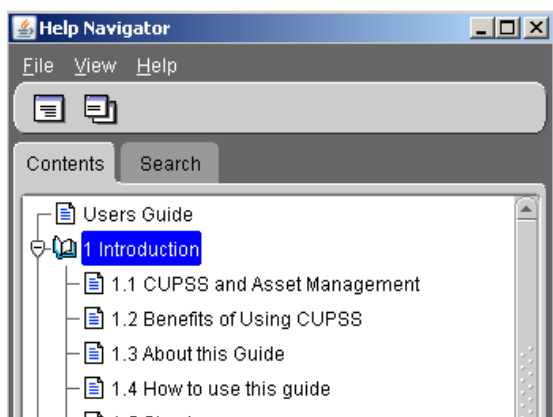 Help Navigator
File View Help
Contents Search
Users Guide
1 Introduction
1.1 CUPSS and Asset Management
1.2 Benefits of Using CUPSS
1.3 About this Guide
1.4 How to use this guide